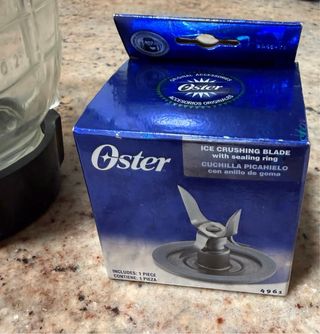 ORIGINAL ACCESSORIES
Oster
ACCESORIOS ORIGINALES
Oster
ICE CRUSHING BLADE
with sealing ring
CUCHILLA PICAHIELO
con anillo de goma
INCLUDES: 1 PIECE
CONTIENE: 1 PIEZA